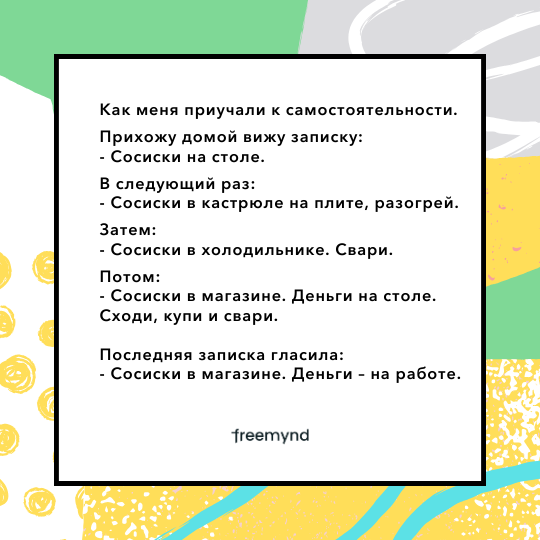 Как меня приучали к самостоятельности.
Прихожу домой вижу записку:
- Сосиски на столе.
В следующий раз:
- Сосиски в кастрюле на плите, разогрей.
Затем:
- Сосиски в холодильнике. Свари.
Потом:
- Сосиски в магазине. Деньги на столе.
Сходи, купи и свари.
Последняя записка гласила:
- Сосиски в магазине. Деньги – на работе.
freemynd